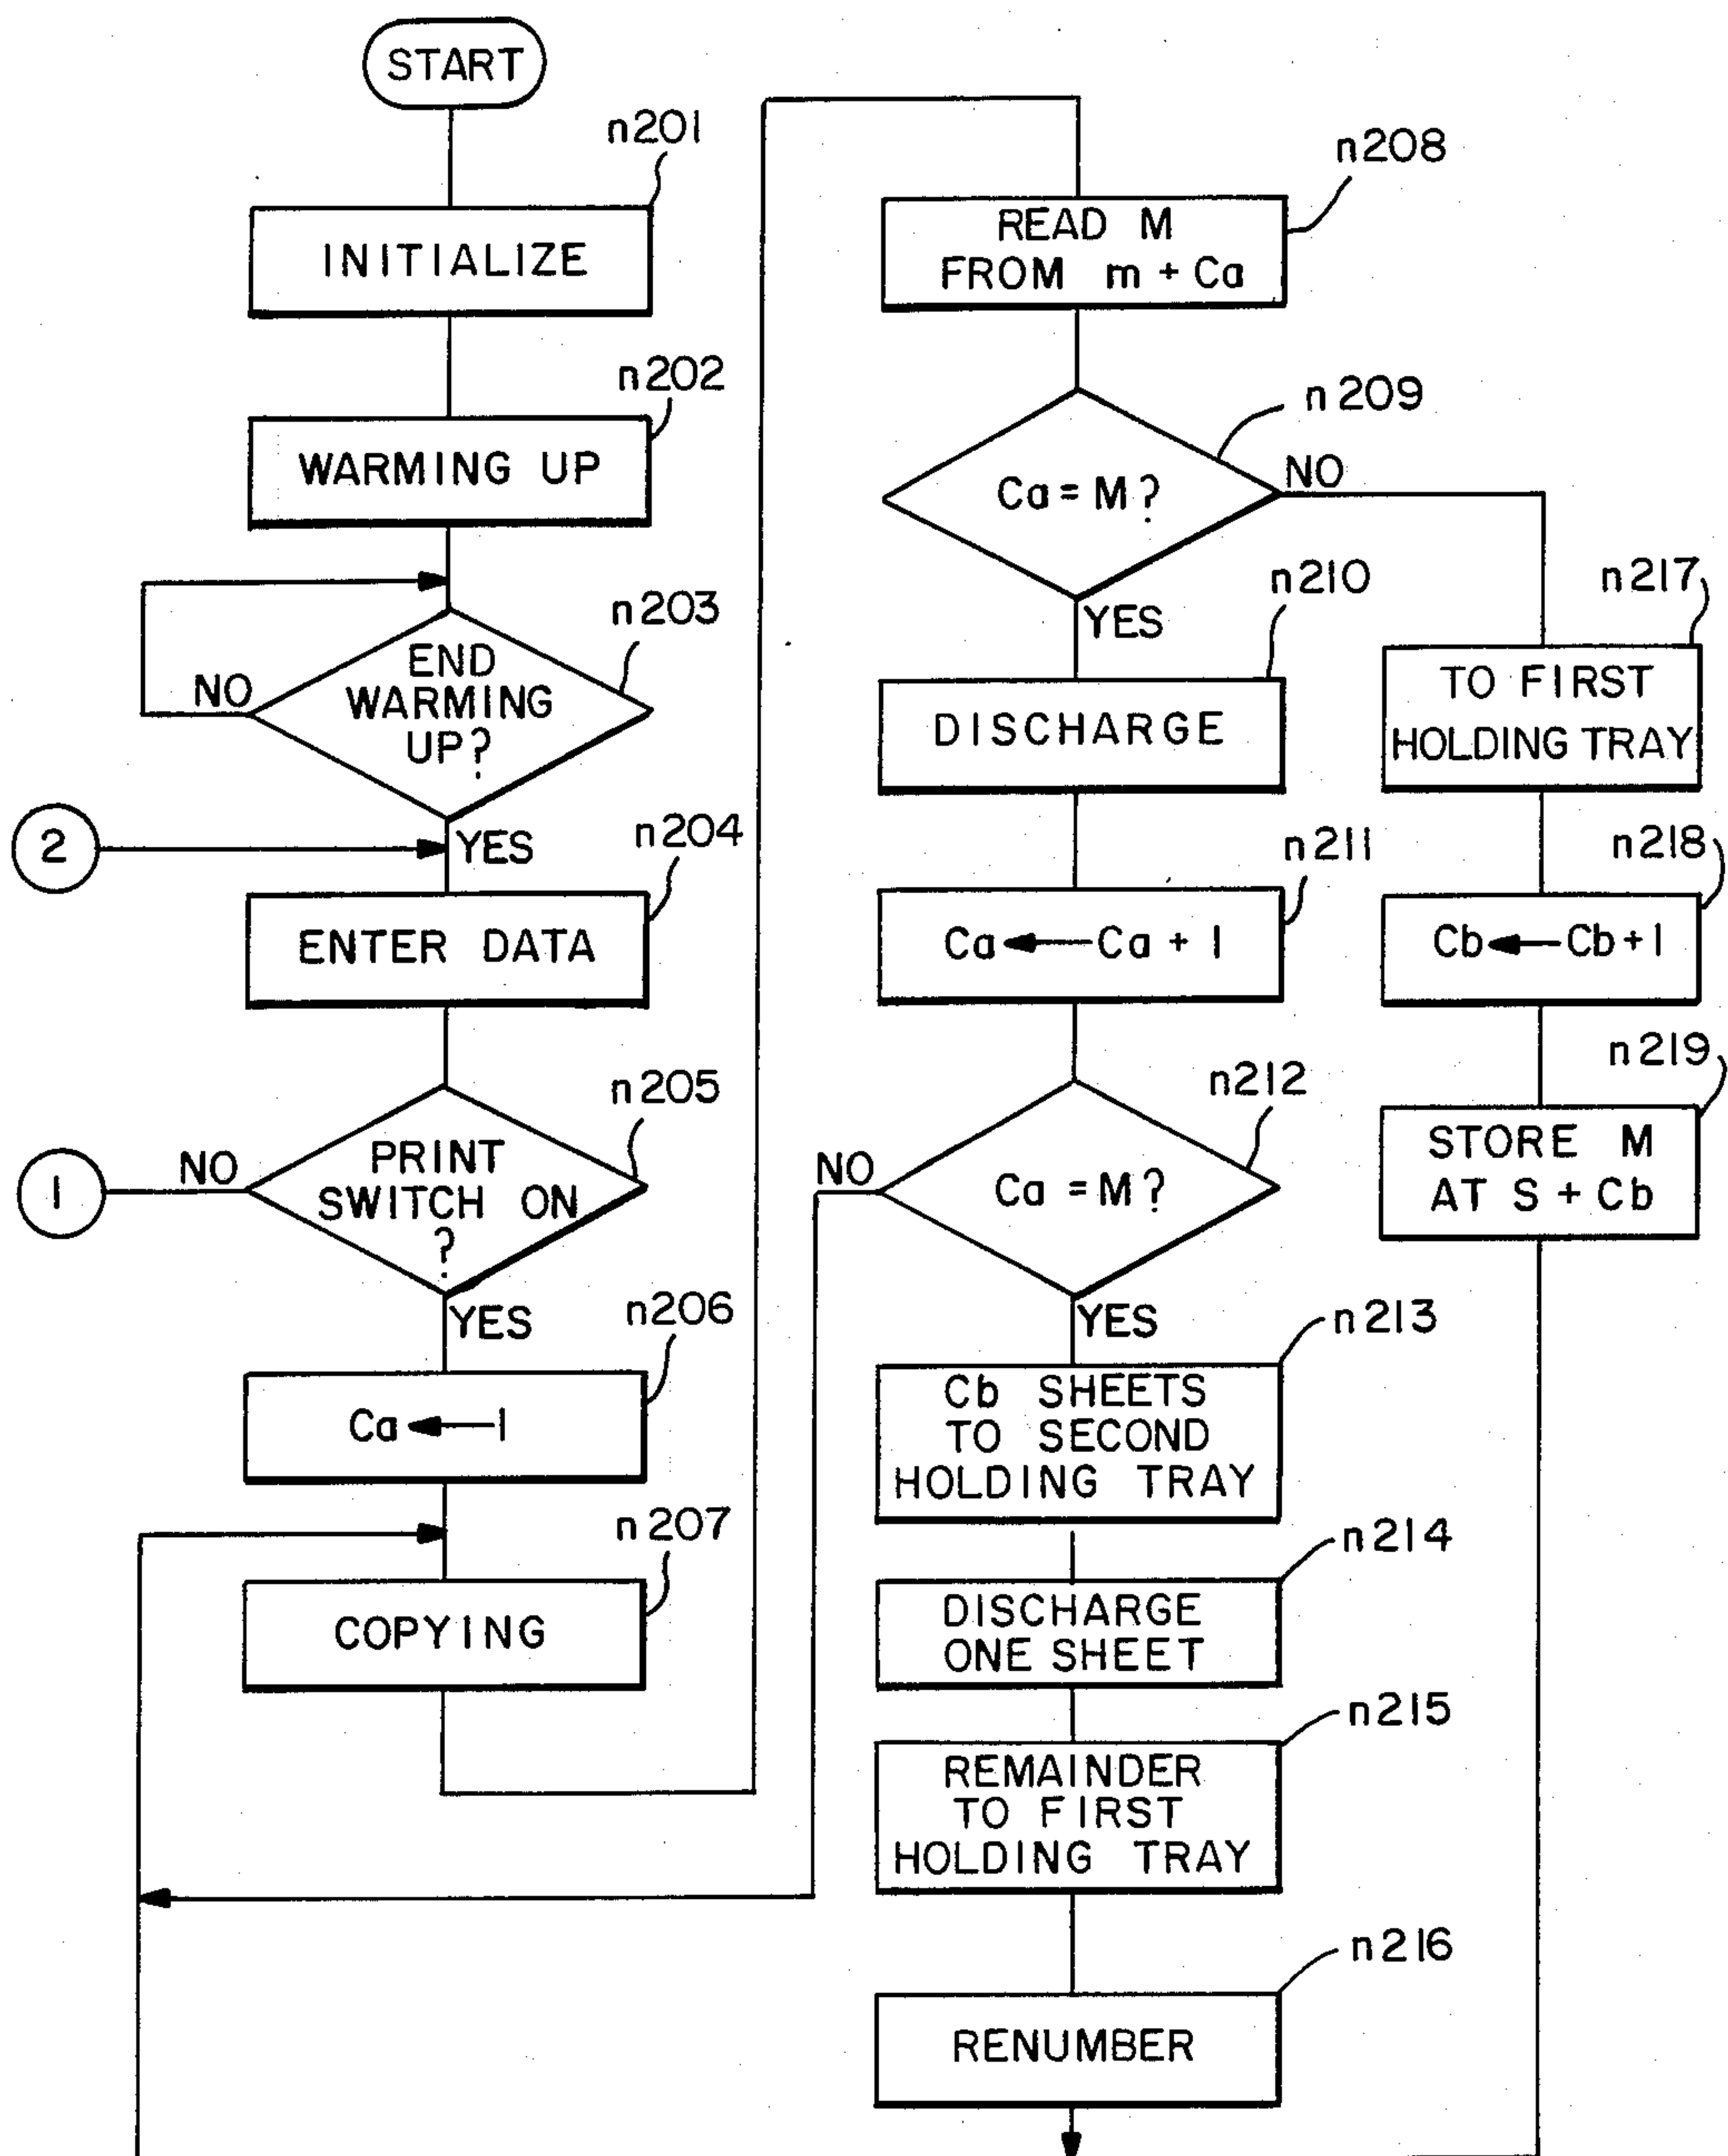 START
n201
INITIALIZE
n202
WARMING UP
n203
END
WARMING
UP?
NO
YES
2
n204
ENTER DATA
n205
PRINT
SWITCH ON
?
NO
1
YES
n206
Ca ← 1
n207
COPYING
n208
READ M
FROM m + Ca
n209
Ca = M ?
NO
YES
n210
DISCHARGE
n211
Ca ← Ca + 1
n212
Ca = M ?
NO
YES
n213
Cb SHEETS
TO SECOND
HOLDING TRAY
n214
DISCHARGE
ONE SHEET
n215
REMAINDER
TO FIRST
HOLDING TRAY
n216
RENUMBER
n217
TO FIRST
HOLDING TRAY
n218
Cb ← Cb + 1
n219
STORE M
AT S + Cb